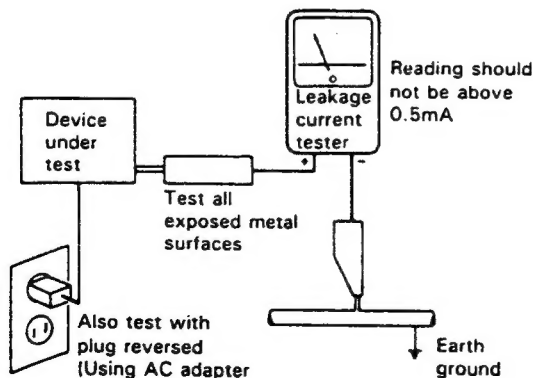 Device
under
test
Leakage
current
tester
+ -
Reading should
not be above
0.5mA
Test all
exposed metal
surfaces
Also test with
plug reversed
(Using AC adapter
Earth
ground